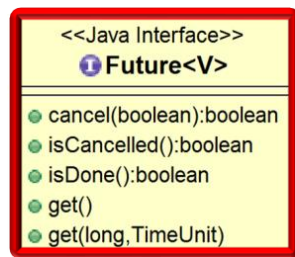 <<Java Interface>>
I Future<V>
cancel(boolean):boolean
isCancelled():boolean
isDone():boolean
get()
get(long,TimeUnit)